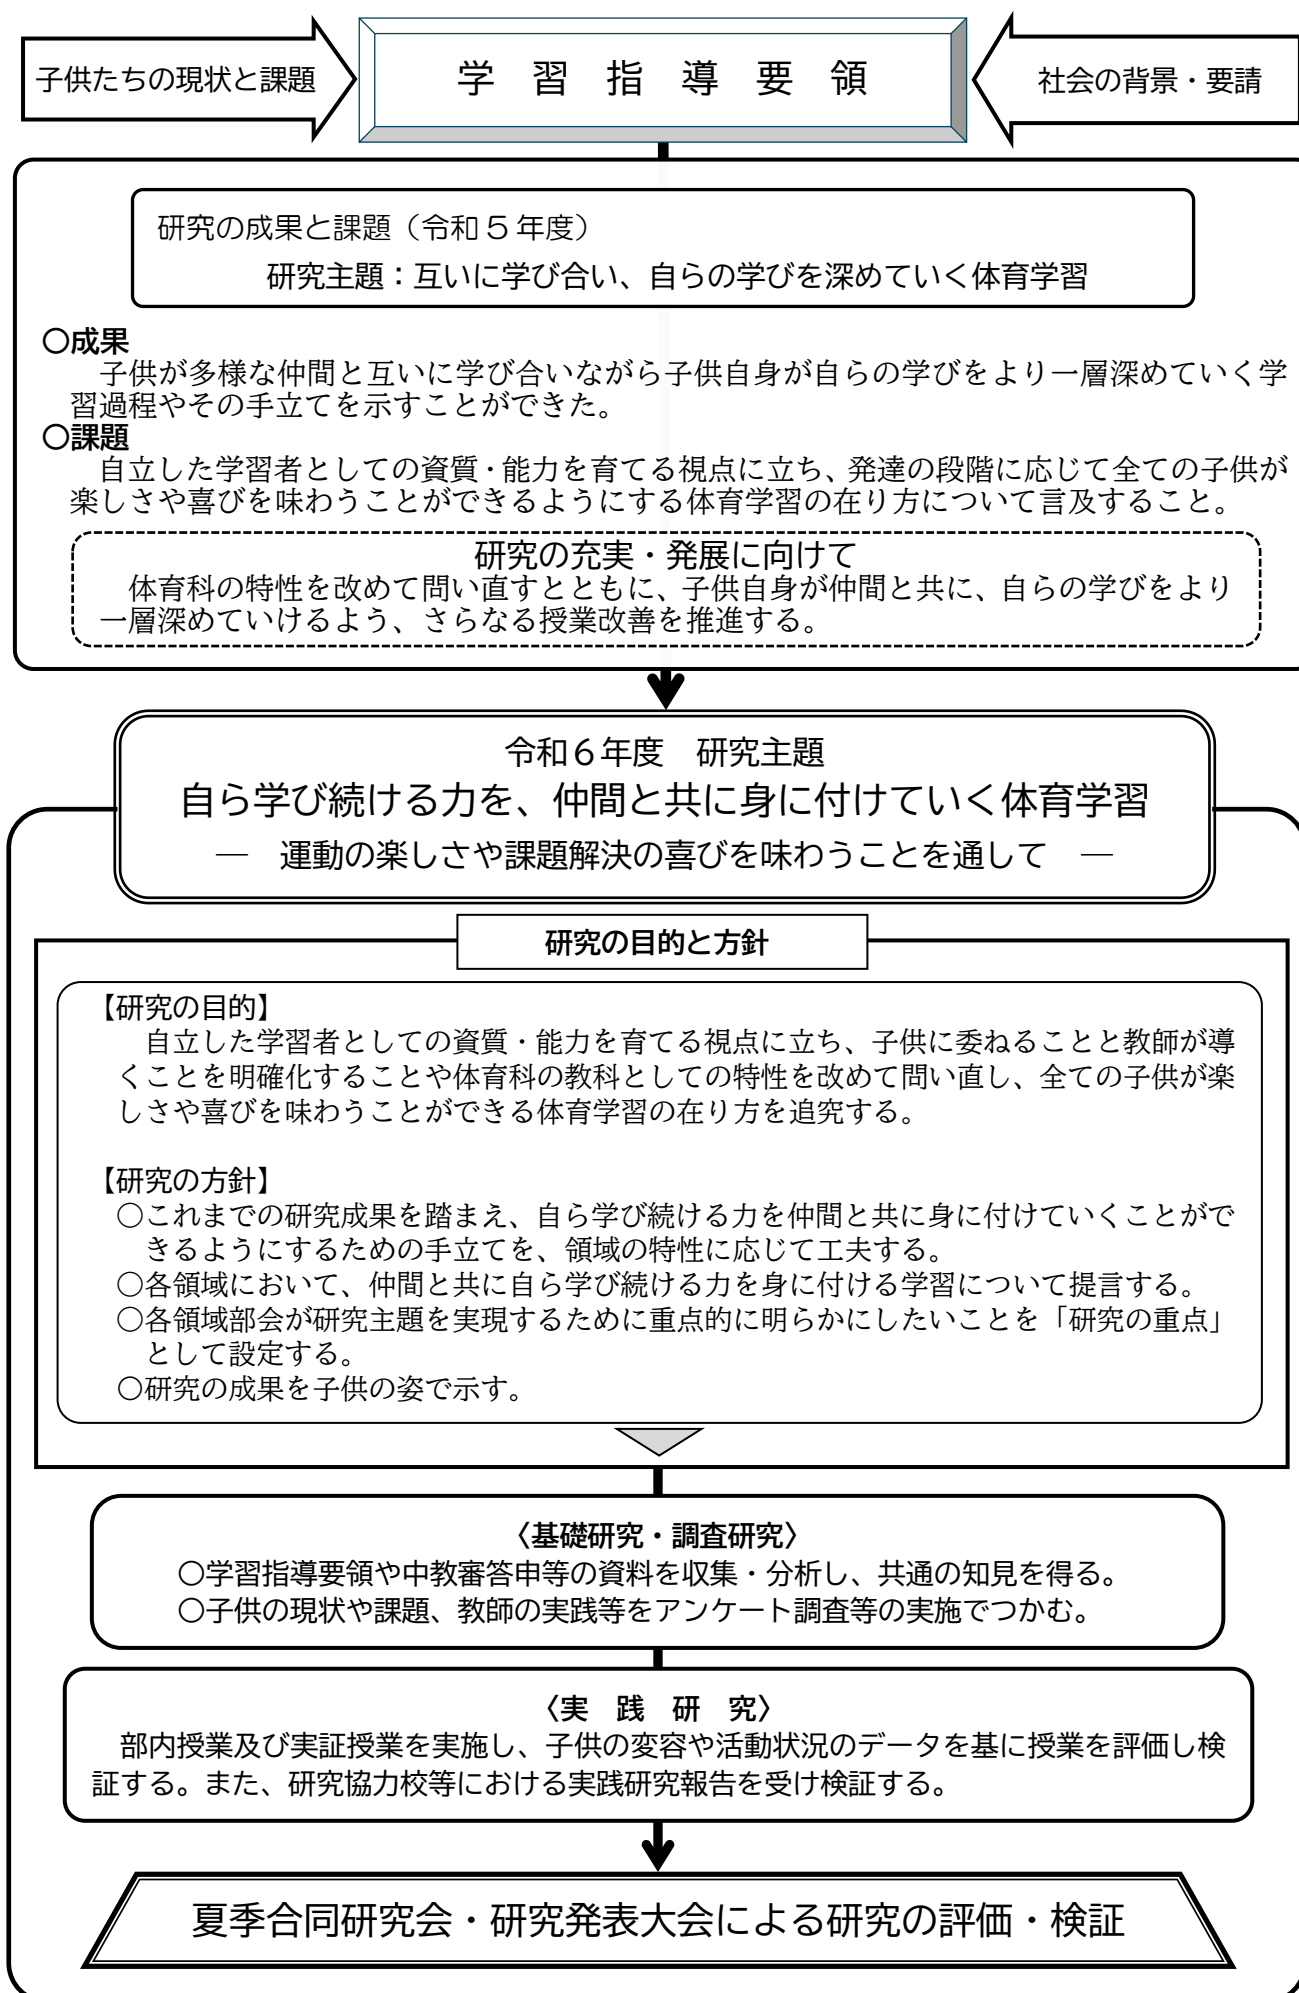 子供たちの現状と課題
学 習 指 導 要 領
社会の背景・要請
研究の成果と課題（令和５年度）
研究主題：互いに学び合い、自らの学びを深めていく体育学習
〇成果
子供が多様な仲間と互いに学び合いながら子供自身が自らの学びをより一層深めていく学
習過程やその手立てを示すことができた。
〇課題
自立した学習者としての資質・能力を育てる視点に立ち、発達の段階に応じて全ての子供が
楽しさや喜びを味わうことができるようにする体育学習の在り方について言及すること。
研究の充実・発展に向けて
体育科の特性を改めて問い直すとともに、子供自身が仲間と共に、自らの学びをより
一層深めていけるよう、さらなる授業改善を推進する。
令和６年度　研究主題
自ら学び続ける力を、仲間と共に身に付けていく体育学習
―　運動の楽しさや課題解決の喜びを味わうことを通して　―
研究の目的と方針
【研究の目的】
自立した学習者としての資質・能力を育てる視点に立ち、子供に委ねることと教師が導
くことを明確化することや体育科の教科としての特性を改めて問い直し、全ての子供が楽
しさや喜びを味わうことができる体育学習の在り方を追究する。
【研究の方針】
〇これまでの研究成果を踏まえ、自ら学び続ける力を仲間と共に身に付けていくことがで
きるようにするための手立てを、領域の特性に応じて工夫する。
〇各領域において、仲間と共に自ら学び続ける力を身に付ける学習について提言する。
〇各領域部会が研究主題を実現するために重点的に明らかにしたいことを「研究の重点」
として設定する。
〇研究の成果を子供の姿で示す。
〈基礎研究・調査研究〉
〇学習指導要領や中教審答申等の資料を収集・分析し、共通の知見を得る。
〇子供の現状や課題、教師の実践等をアンケート調査等の実施でつかむ。
〈実　践　研　究〉
部内授業及び実証授業を実施し、子供の変容や活動状況のデータを基に授業を評価し検
証する。また、研究協力校等における実践研究報告を受け検証する。
夏季合同研究会・研究発表大会による研究の評価・検証